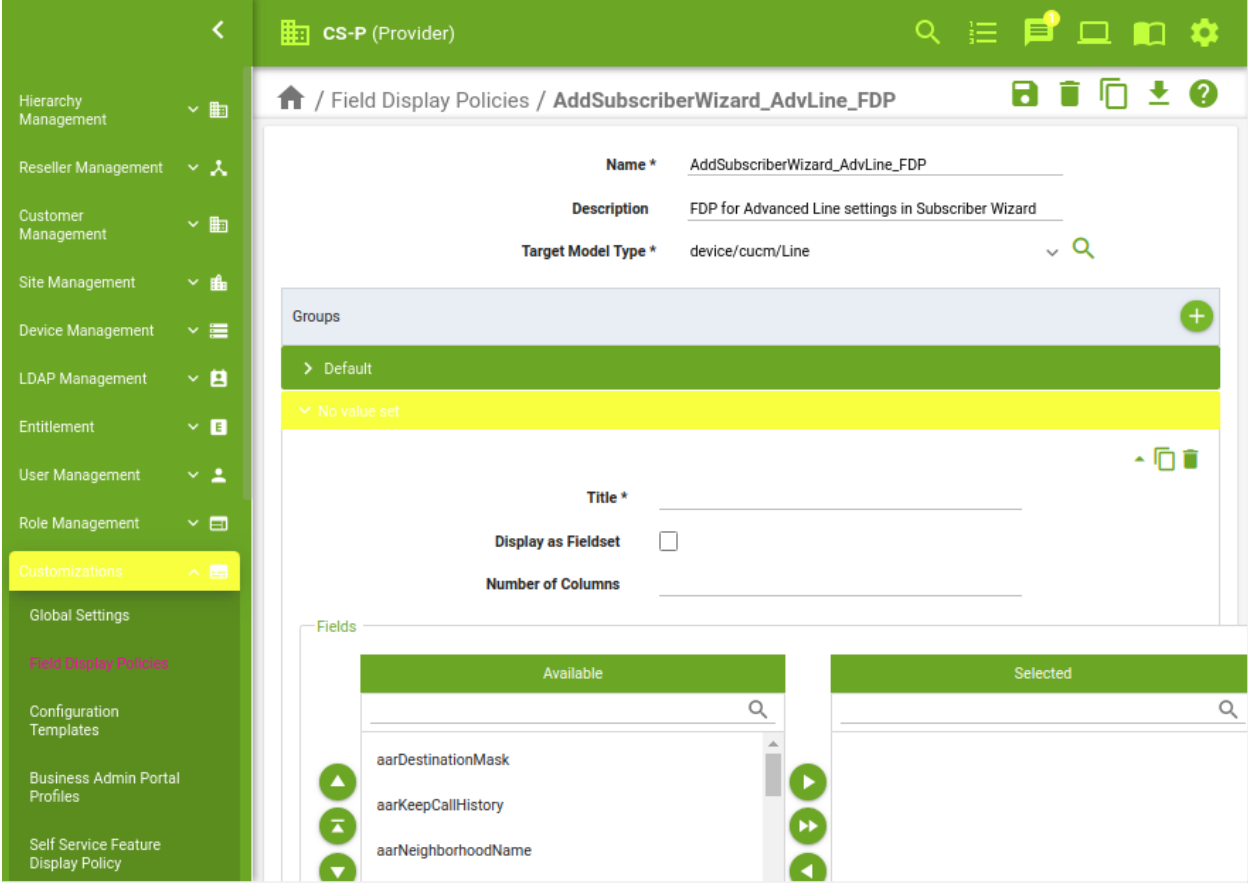 CS-P (Provider)
1
/ Field Display Policies / AddSubscriberWizard_AdvLine_FDP
Hierarchy
Management
Reseller Management
Customer
Management
Site Management
Device Management
LDAP Management
Entitlement
E
User Management
Role Management
Customizations
Global Settings
Field Display Policies
Configuration
Templates
Business Admin Portal
Profiles
Self Service Feature
Display Policy
Name * AddSubscriberWizard_AdvLine_FDP
Description FDP for Advanced Line settings in Subscriber Wizard
Target Model Type * device/cucm/Line
Groups
Default
No value set
Title *
Display as Fieldset
Number of Columns
Fields
Available
aarDestinationMask
aarKeepCallHistory
aarNeighborhoodName
Selected